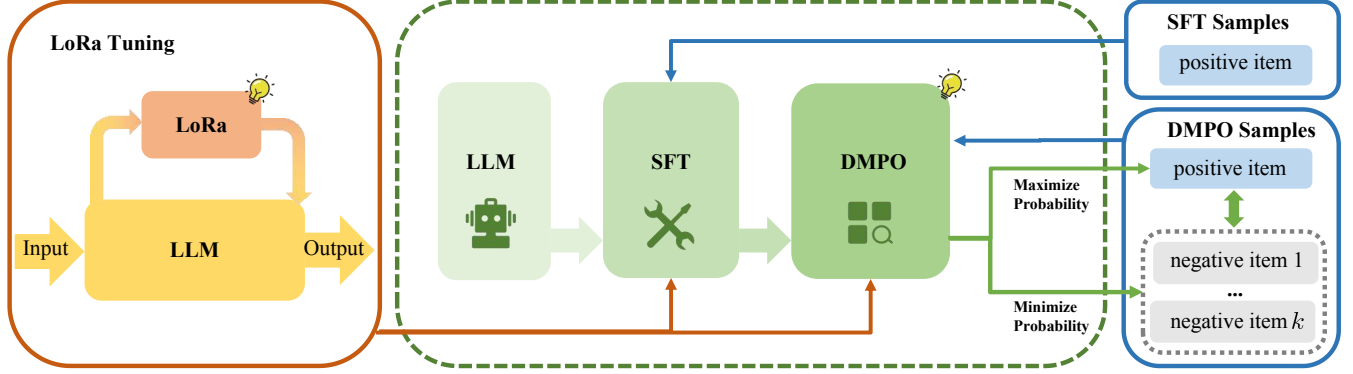 LoRa Tuning
LoRa
Input
LLM
Output
LLM
SFT
DMPO
Maximize
Probability
Minimize
Probability
SFT Samples
positive item
DMPO Samples
positive item
negative item 1
...
negative item k